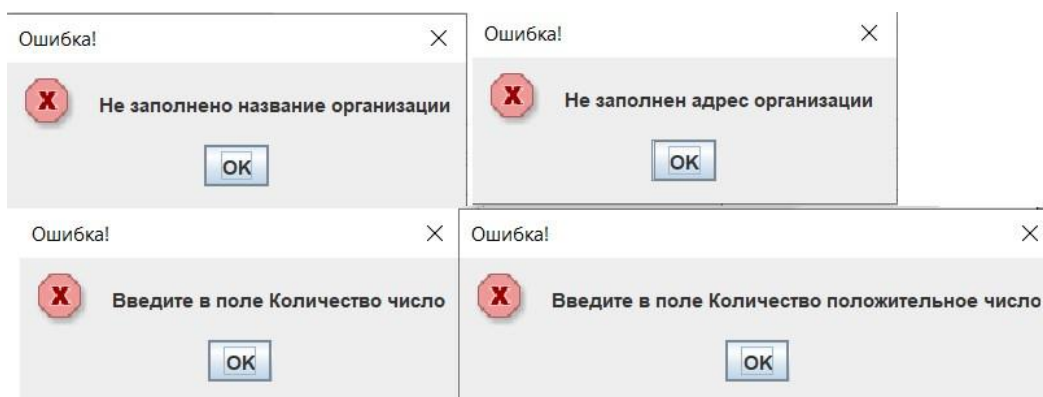 Ошибка!
Не заполнено название организации
OK
Ошибка!
Не заполнен адрес организации
OK
Ошибка!
Введите в поле Количество число
OK
Ошибка!
Введите в поле Количество положительное число
OK